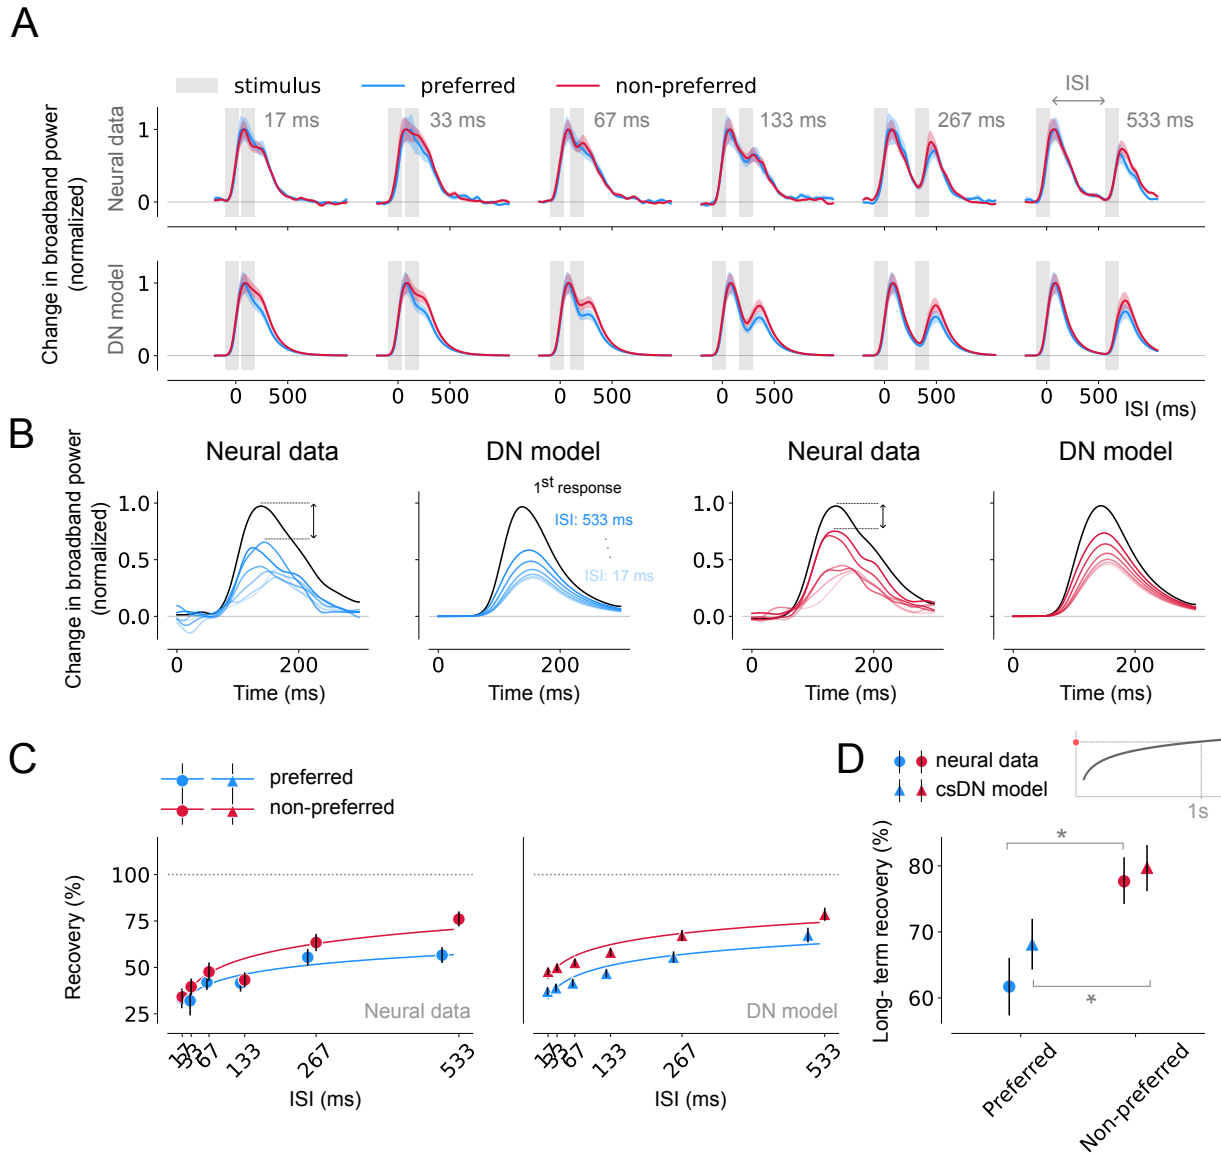 A
stimulus preferred non-preferred
ISI
Change in broadband power
(normalized)
Neural data
1
0
17 ms 33 ms 67 ms 133 ms 267 ms 533 ms
DN model
1
0
0 500 0 500 0 500 0 500 0 500 0 500
ISI (ms)
B
Neural data DN model Neural data DN model
Change in broadband power
(normalized)
1st response
ISI: 533 ms
ISI: 17 ms
1.0 1.0
0.5 0.5
0.0 0.0
0 200 0 200 0 200 0 200
Time (ms) Time (ms) Time (ms) Time (ms)
C
preferred
non-preferred
Recovery (%)
100
75
50
25
Neural data DN model
17 33 67 133 267 533 17 33 67 133 267 533
ISI (ms) ISI (ms)
D
neural data
csDN model
1s
Long- term recovery (%)
80
70
60
*
*
Preferred Non-preferred